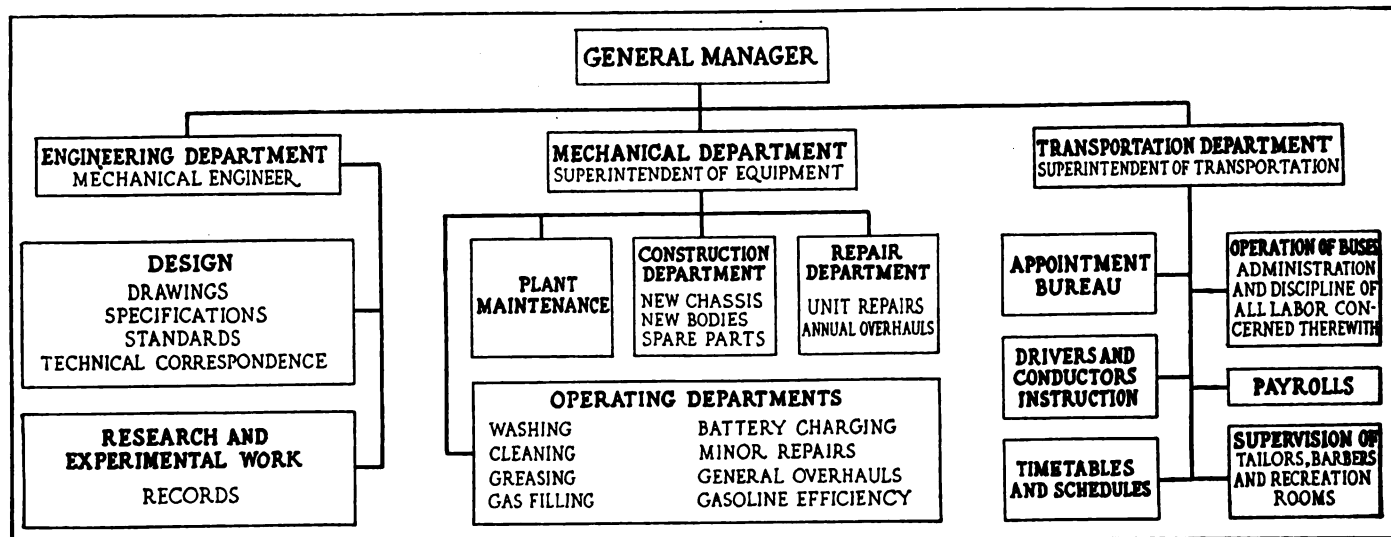 GENERAL MANAGER
ENGINEERING DEPARTMENT
MECHANICAL ENGINEER
DESIGN
DRAWINGS
SPECIFICATIONS
STANDARDS
TECHNICAL CORRESPONDENCE
RESEARCH AND
EXPERIMENTAL WORK
RECORDS
MECHANICAL DEPARTMENT
SUPERINTENDENT OF EQUIPMENT
PLANT
MAINTENANCE
CONSTRUCTION
DEPARTMENT
NEW CHASSIS
NEW BODIES
SPARE PARTS
REPAIR
DEPARTMENT
UNIT REPAIRS
ANNUAL OVERHAULS
OPERATING DEPARTMENTS
WASHING
CLEANING
GREASING
GAS FILLING
BATTERY CHARGING
MINOR REPAIRS
GENERAL OVERHAULS
GASOLINE EFFICIENCY
TRANSPORTATION DEPARTMENT
SUPERINTENDENT OF TRANSPORTATION
APPOINTMENT
BUREAU
DRIVERS AND
CONDUCTORS
INSTRUCTION
TIMETABLES
AND SCHEDULES
OPERATION OF BUSES
ADMINISTRATION
AND DISCIPLINE OF
ALL LABOR CON-
CERNED THEREWITH
PAYROLLS
SUPERVISION OF
TAILORS, BARBERS
AND RECREATION
ROOMS